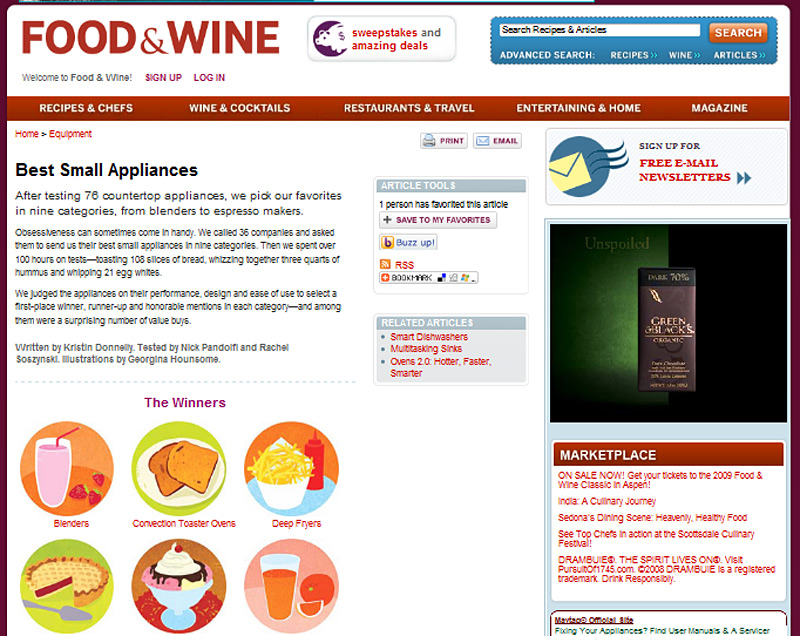 FOOD & WINE
sweepstakes and
amazing deals
Search Recipes & Articles
SEARCH
ADVANCED SEARCH: RECIPES >> WINE >> ARTICLES >>
Welcome to Food & Wine! SIGN UP LOG IN
RECIPES & CHEFS WINE & COCKTAILS RESTAURANTS & TRAVEL ENTERTAINING & HOME MAGAZINE
Home > Equipment
PRINT EMAIL
Best Small Appliances
After testing 76 countertop appliances, we pick our favorites
in nine categories, from blenders to espresso makers.
Obsessiveness can sometimes come in handy. We called 36 companies and asked
them to send us their best small appliances in nine categories. Then we spent over
100 hours on tests—toasting 108 slices of bread, whizzing together three quarts of
hummus and whipping 21 egg whites.
We judged the appliances on their performance, design and ease of use to select a
first-place winner, runner-up and honorable mentions in each category—and among
them were a surprising number of value buys.
Written by Kristin Donnelly. Tested by Nick Pandolfi and Rachel
Soszynski. Illustrations by Georgina Hounsome.
ARTICLE TOOLS
1 person has favorited this article
+ SAVE TO MY FAVORITES
Buzz up!
RSS
BOOKMARK
RELATED ARTICLES
Smart Dishwashers
Multitasking Sinks
Ovens 2.0: Hotter, Faster,
Smarter
The Winners
Blenders
Convection Toaster Ovens
Deep Fryers
SIGN UP FOR
FREE E-MAIL
NEWSLETTERS
Unspoiled
DARK 70%
GREEN
&BLACK'S
ORGANIC
Dark Chocolate
MARKETPLACE
ON SALE NOW! Get your tickets to the 2009 Food &
Wine Classic in Aspen!
India: A Culinary Journey
Sedona's Dining Scene: Heavenly, Healthy Food
See Top Chefs in action at the Scottsdale Culinary
Festival!
DRAMBUIE®. THE SPIRIT LIVES ON®. Visit
PursuitOf1745.com. ©2008 DRAMBUIE is a registered
trademark. Drink Responsibly.
Maytag® Official Site
Fixing Your Appliances? Find User Manuals & A Servicer